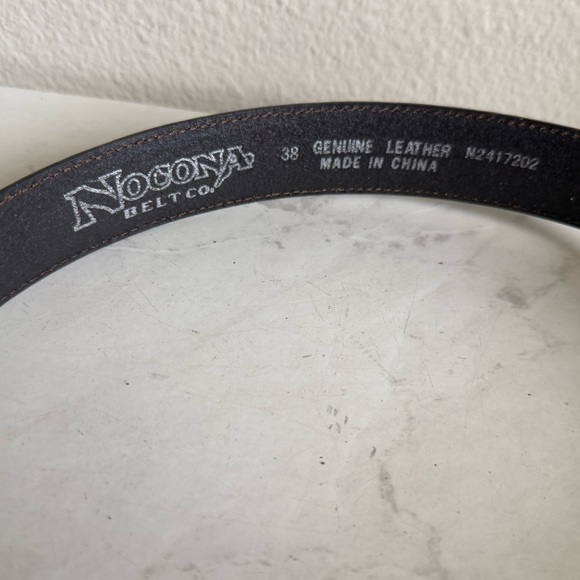 NOCONA
BELT CO.
38 GENUINE LEATHER N2417202
MADE IN CHINA